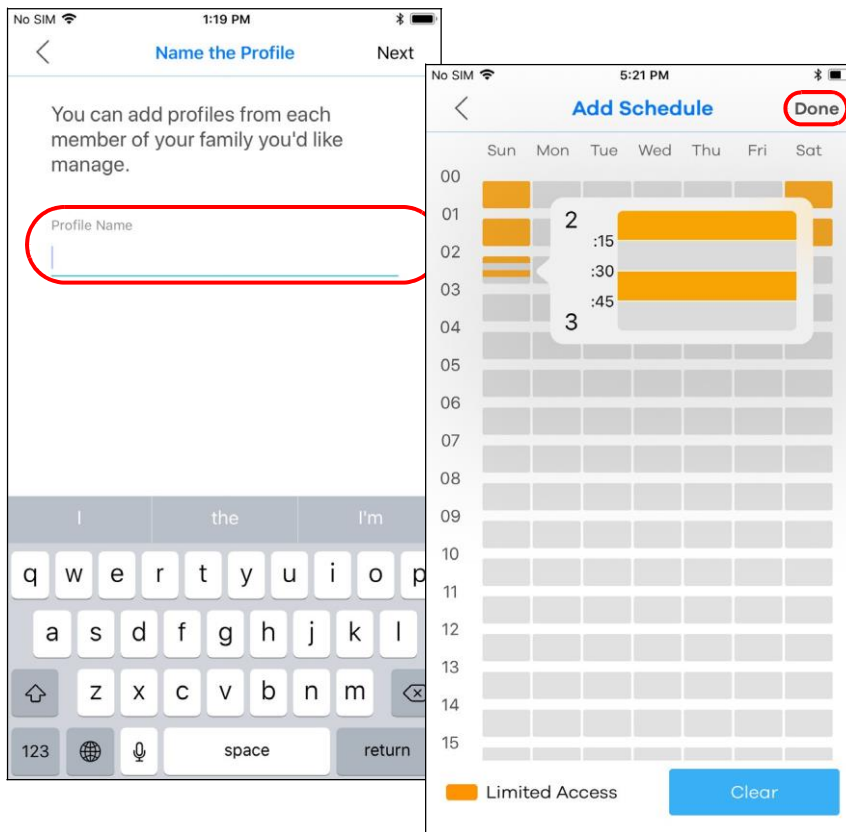 No SIM 1:19 PM
Name the Profile Next
You can add profiles from each
member of your family you'd like
manage.
Profile Name
I the I'm
q w e r t y u i o p
a s d f g h j k l
z x c v b n m
123 space return
No SIM 5:21 PM
Add Schedule Done
Sun Mon Tue Wed Thu Fri Sat
00
01
02
03
04
05
06
07
08
09
10
11
12
13
14
15
2
:15
:30
:45
3
Limited Access Clear